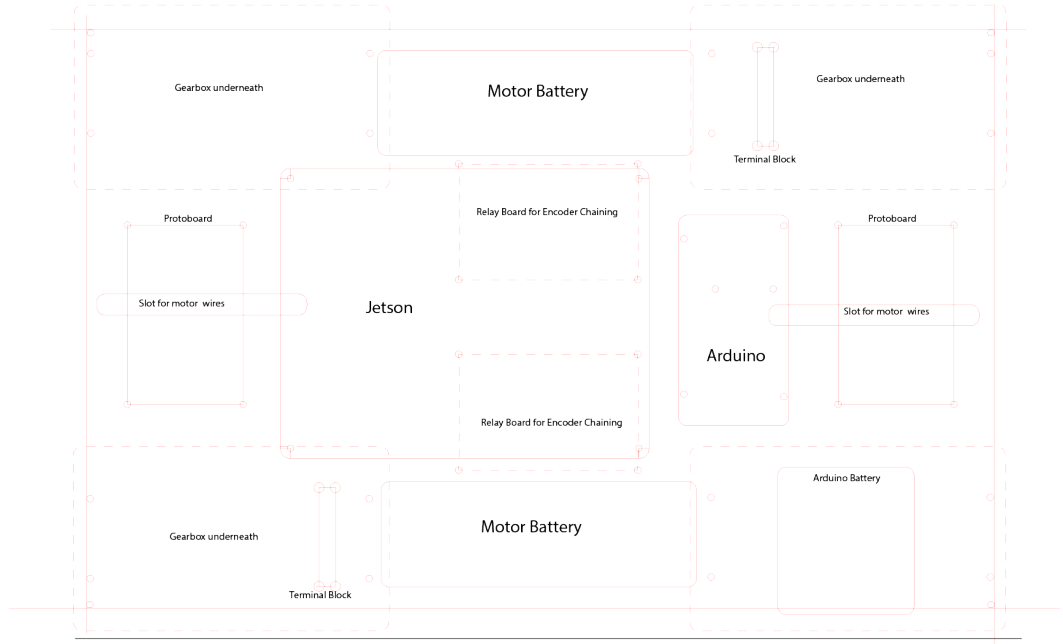 Gearbox underneath
Motor Battery
Gearbox underneath
Terminal Block
Protoboard
Relay Board for Encoder Chaining
Protoboard
Slot for motor wires
Jetson
Slot for motor wires
Arduino
Relay Board for Encoder Chaining
Arduino Battery
Gearbox underneath
Motor Battery
Terminal Block